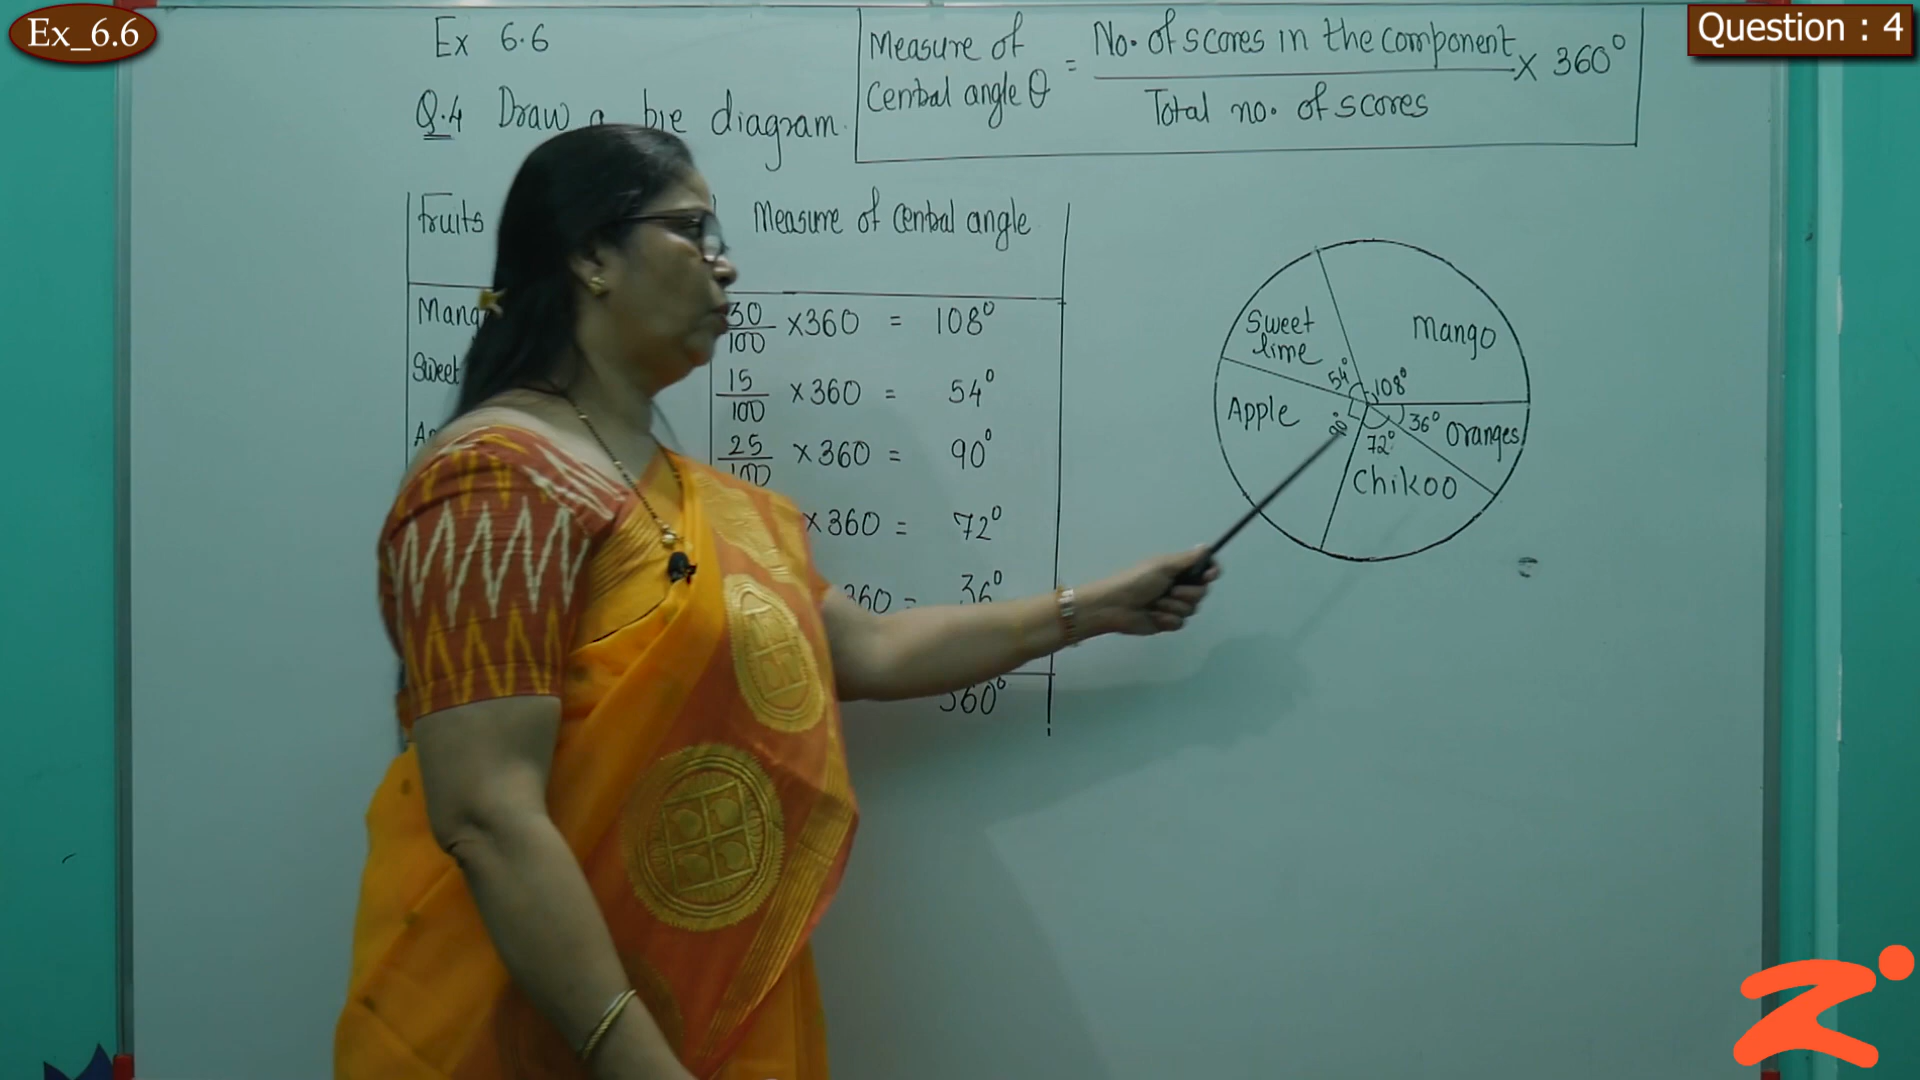 Ex_6.6
Question : 4
Ex 6.6
Q.4 Draw a pie diagram.
Measure of central angle θ = No. of scores in the component / Total no. of scores × 360°
Fruits
Measure of central angle
Mang
30/100 ×360 = 108°
Sweet
15/100 ×360 = 54°
25/100 ×360 = 90°
×360 = 72°
360 = 36°
360°
Sweet lime
Mango
54°
108°
Apple
90°
36°
Oranges
72°
Chikoo